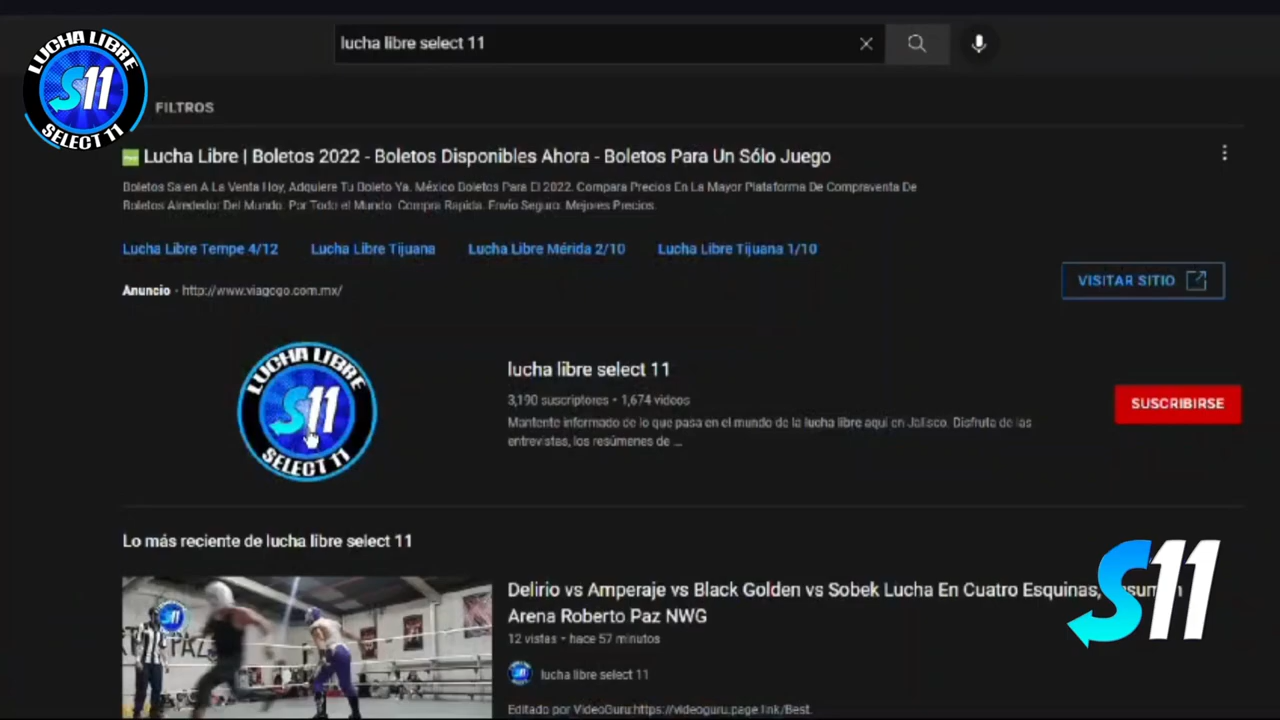 lucha libre select 11
LUCHA LIBRE
S11
SELECT 11
FILTROS
Lucha Libre | Boletos 2022 - Boletos Disponibles Ahora - Boletos Para Un Sólo Juego
Boletos Sa en A La Venta Hoy, Adquiere Tu Boleto Ya. México Boletos Para El 2022. Compara Precios En La Mayor Plataforma De Compraventa De
Boletos Alrededor Del Mundo. Por Todo el Mundo. Compra Rapida. Envío Seguro. Mejores Precios.
Lucha Libre Tempe 4/12
Lucha Libre Tijuana
Lucha Libre Mérida 2/10
Lucha Libre Tijuana 1/10
Anuncio · http://www.viagogo.com.mx/
VISITAR SITIO
LUCHA LIBRE
S11
SELECT 11
lucha libre select 11
3,190 suscriptores • 1,674 videos
Mantente informado de lo que pasa en el mundo de la lucha libre aquí en Jalisco. Disfruta de las
entrevistas, los resúmenes de ...
SUSCRIBIRSE
Lo más reciente de lucha libre select 11
Delirio vs Amperaje vs Black Golden vs Sobek Lucha En Cuatro Esquinas,
Arena Roberto Paz NWG
12 vistas • hace 57 minutos
lucha libre select 11
Editado por VideoGuru:https://videoguru.page.link/Best.
S11
PAZ
S11